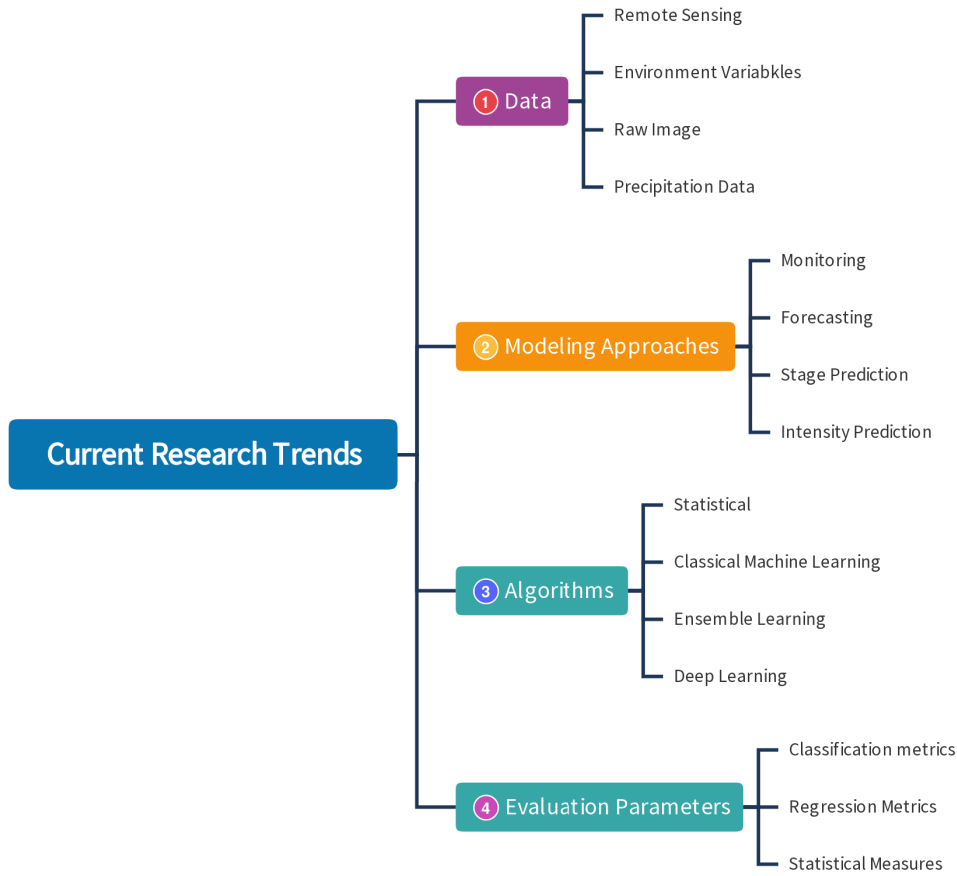 Current Research Trends
1 Data
Remote Sensing
Environment Variabkles
Raw Image
Precipitation Data
2 Modeling Approaches
Monitoring
Forecasting
Stage Prediction
Intensity Prediction
3 Algorithms
Statistical
Classical Machine Learning
Ensemble Learning
Deep Learning
4 Evaluation Parameters
Classification metrics
Regression Metrics
Statistical Measures